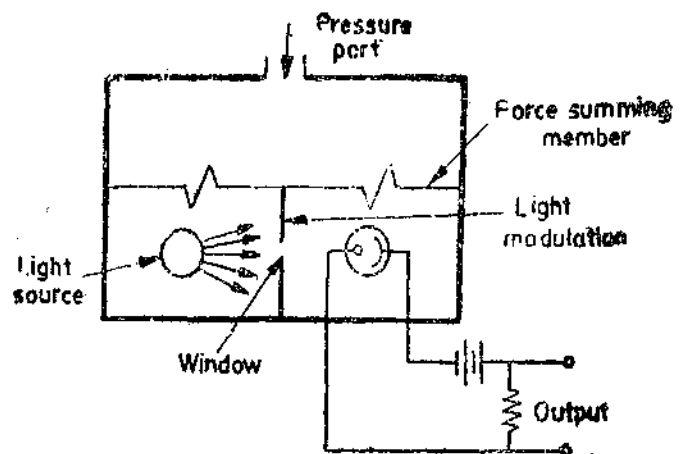 Pressure
port
Force summing
member
Light
modulation
Light
source
Window
Output